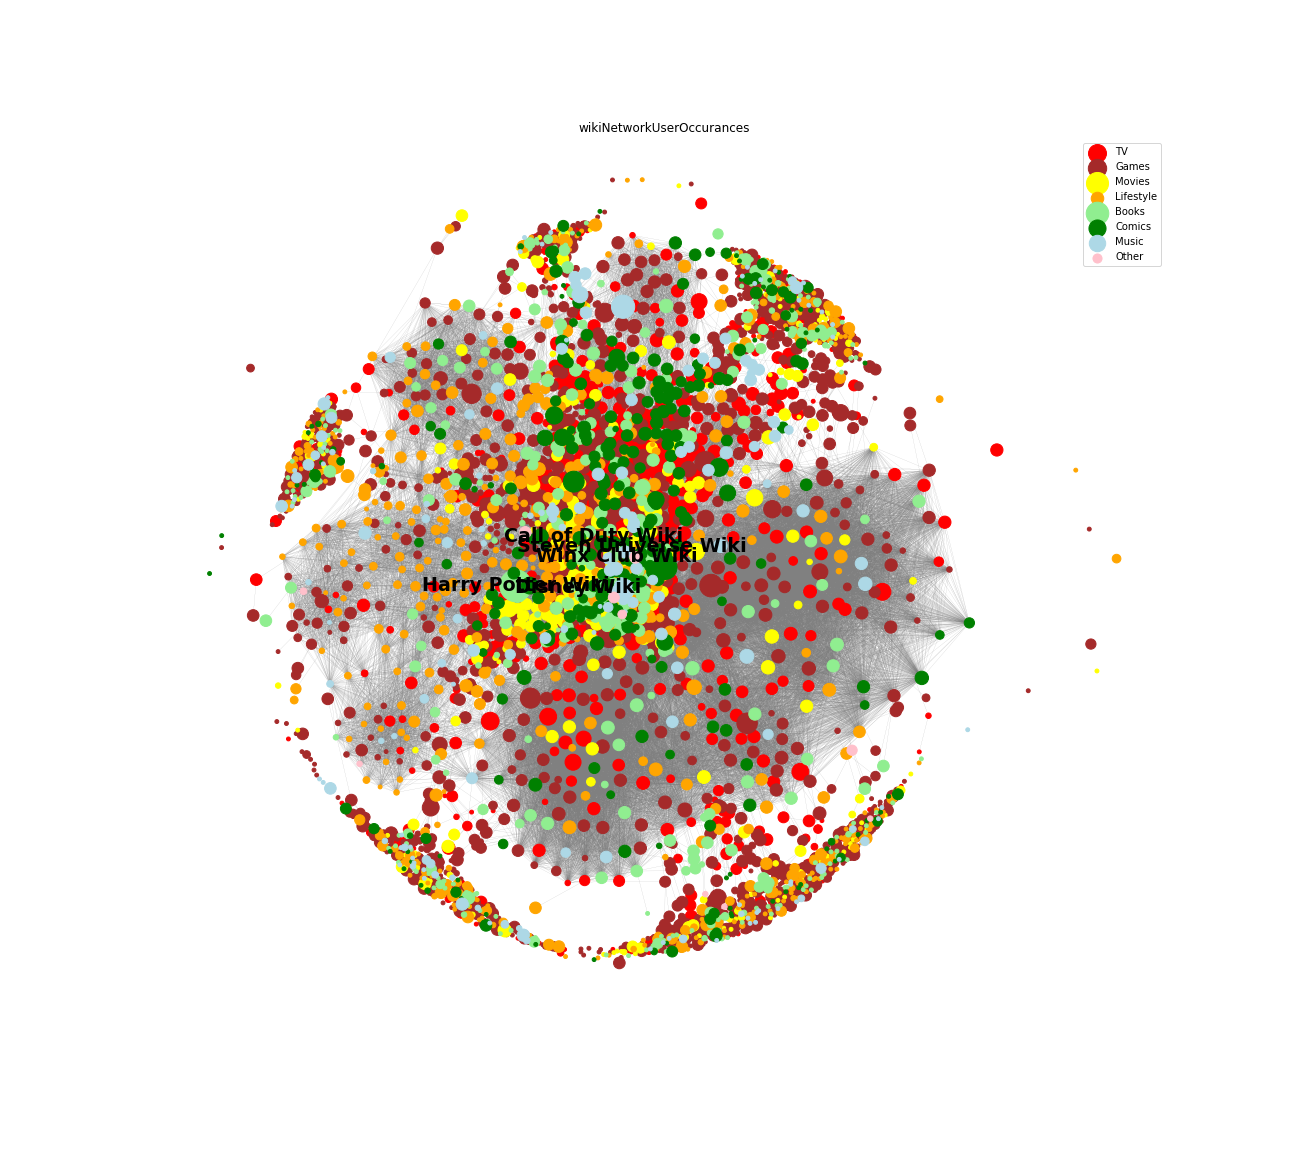 wikiNetworkUserOccurances
TV
Games
Movies
Lifestyle
Books
Comics
Music
Other
Call of Duty Wiki
Steven Universe Wiki
Winx Club Wiki
Harry Potter Wiki
Disney Wiki